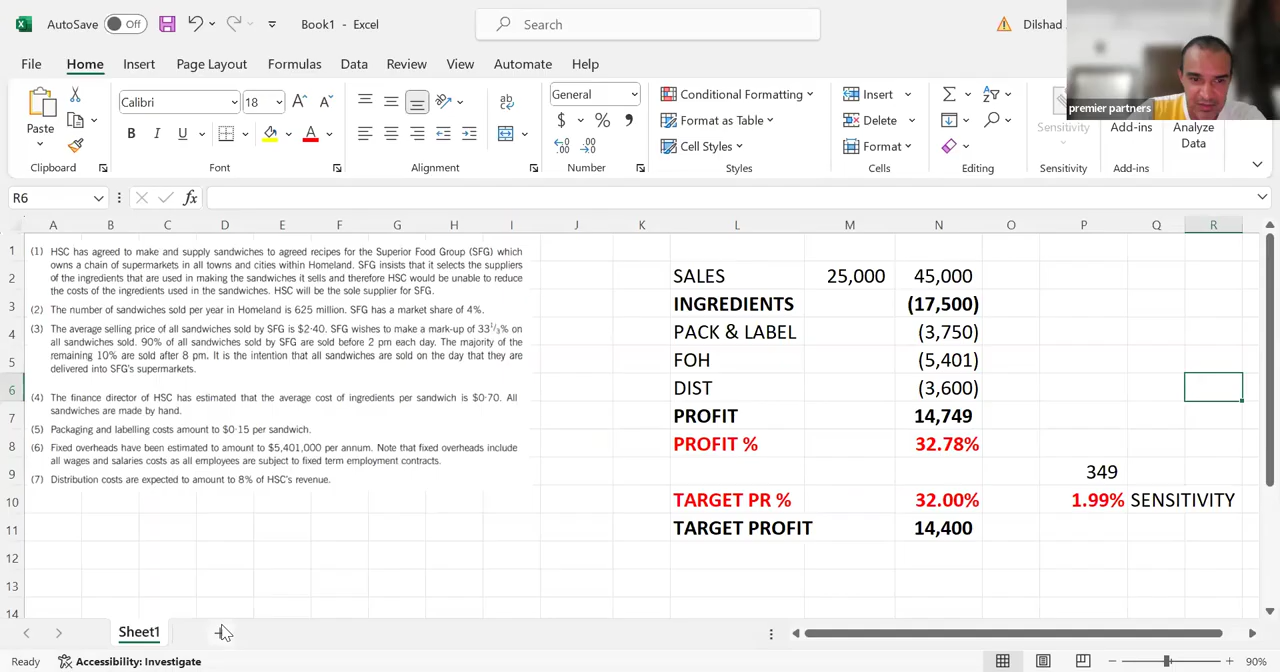 AutoSave Off Book1 - Excel Search Dilshad
File Home Insert Page Layout Formulas Data Review View Automate Help
premier partners
Paste Calibri 18 General Conditional Formatting Insert
B I U $ % Format as Table Delete Sensitivity Add-ins Analyze Data
Cell Styles Format
Clipboard Font Alignment Number Styles Cells Editing Sensitivity Add-ins
R6 fx
A B C D E F G H I J K L M N O P Q R
(1) HSC has agreed to make and supply sandwiches to agreed recipes for the Superior Food Group (SFG) which
owns a chain of supermarkets in all towns and cities within Homeland. SFG insists that it selects the suppliers
of the ingredients that are used in making the sandwiches it sells and therefore HSC would be unable to reduce
the costs of the ingredients used in the sandwiches. HSC will be the sole supplier for SFG.
(2) The number of sandwiches sold per year in Homeland is 625 million. SFG has a market share of 4%.
(3) The average selling price of all sandwiches sold by SFG is $2·40. SFG wishes to make a mark-up of 33 1/3% on
all sandwiches sold. 90% of all sandwiches sold by SFG are sold before 2 pm each day. The majority of the
remaining 10% are sold after 8 pm. It is the intention that all sandwiches are sold on the day that they are
delivered into SFG's supermarkets.
(4) The finance director of HSC has estimated that the average cost of ingredients per sandwich is $0·70. All
sandwiches are made by hand.
(5) Packaging and labelling costs amount to $0·15 per sandwich.
(6) Fixed overheads have been estimated to amount to $5,401,000 per annum. Note that fixed overheads include
all wages and salaries costs as all employees are subject to fixed term employment contracts.
(7) Distribution costs are expected to amount to 8% of HSC's revenue.
1
2 SALES 25,000 45,000
3 INGREDIENTS (17,500)
4 PACK & LABEL (3,750)
5 FOH (5,401)
6 DIST (3,600)
7 PROFIT 14,749
8 PROFIT % 32.78%
9 349
10 TARGET PR % 32.00% 1.99% SENSITIVITY
11 TARGET PROFIT 14,400
12
13
14
Sheet1
Ready Accessibility: Investigate 90%